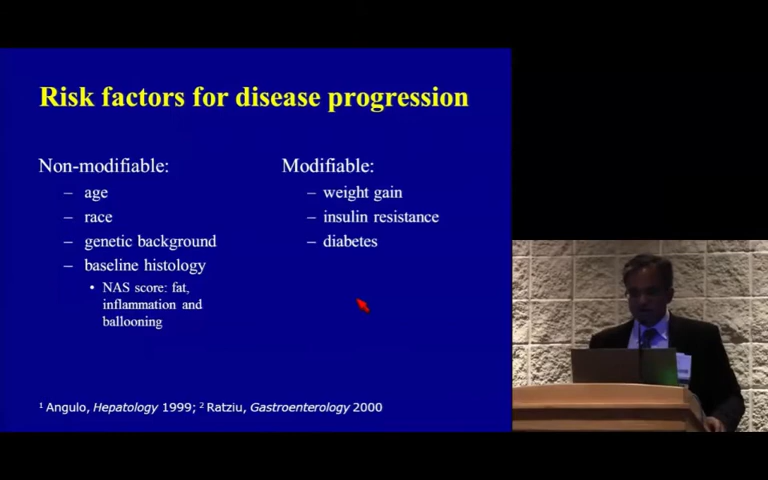 Risk factors for disease progression
Non-modifiable:
– age
– race
– genetic background
– baseline histology
• NAS score: fat,
inflammation and
ballooning
Modifiable:
– weight gain
– insulin resistance
– diabetes
1 Angulo, Hepatology 1999; 2 Ratziu, Gastroenterology 2000